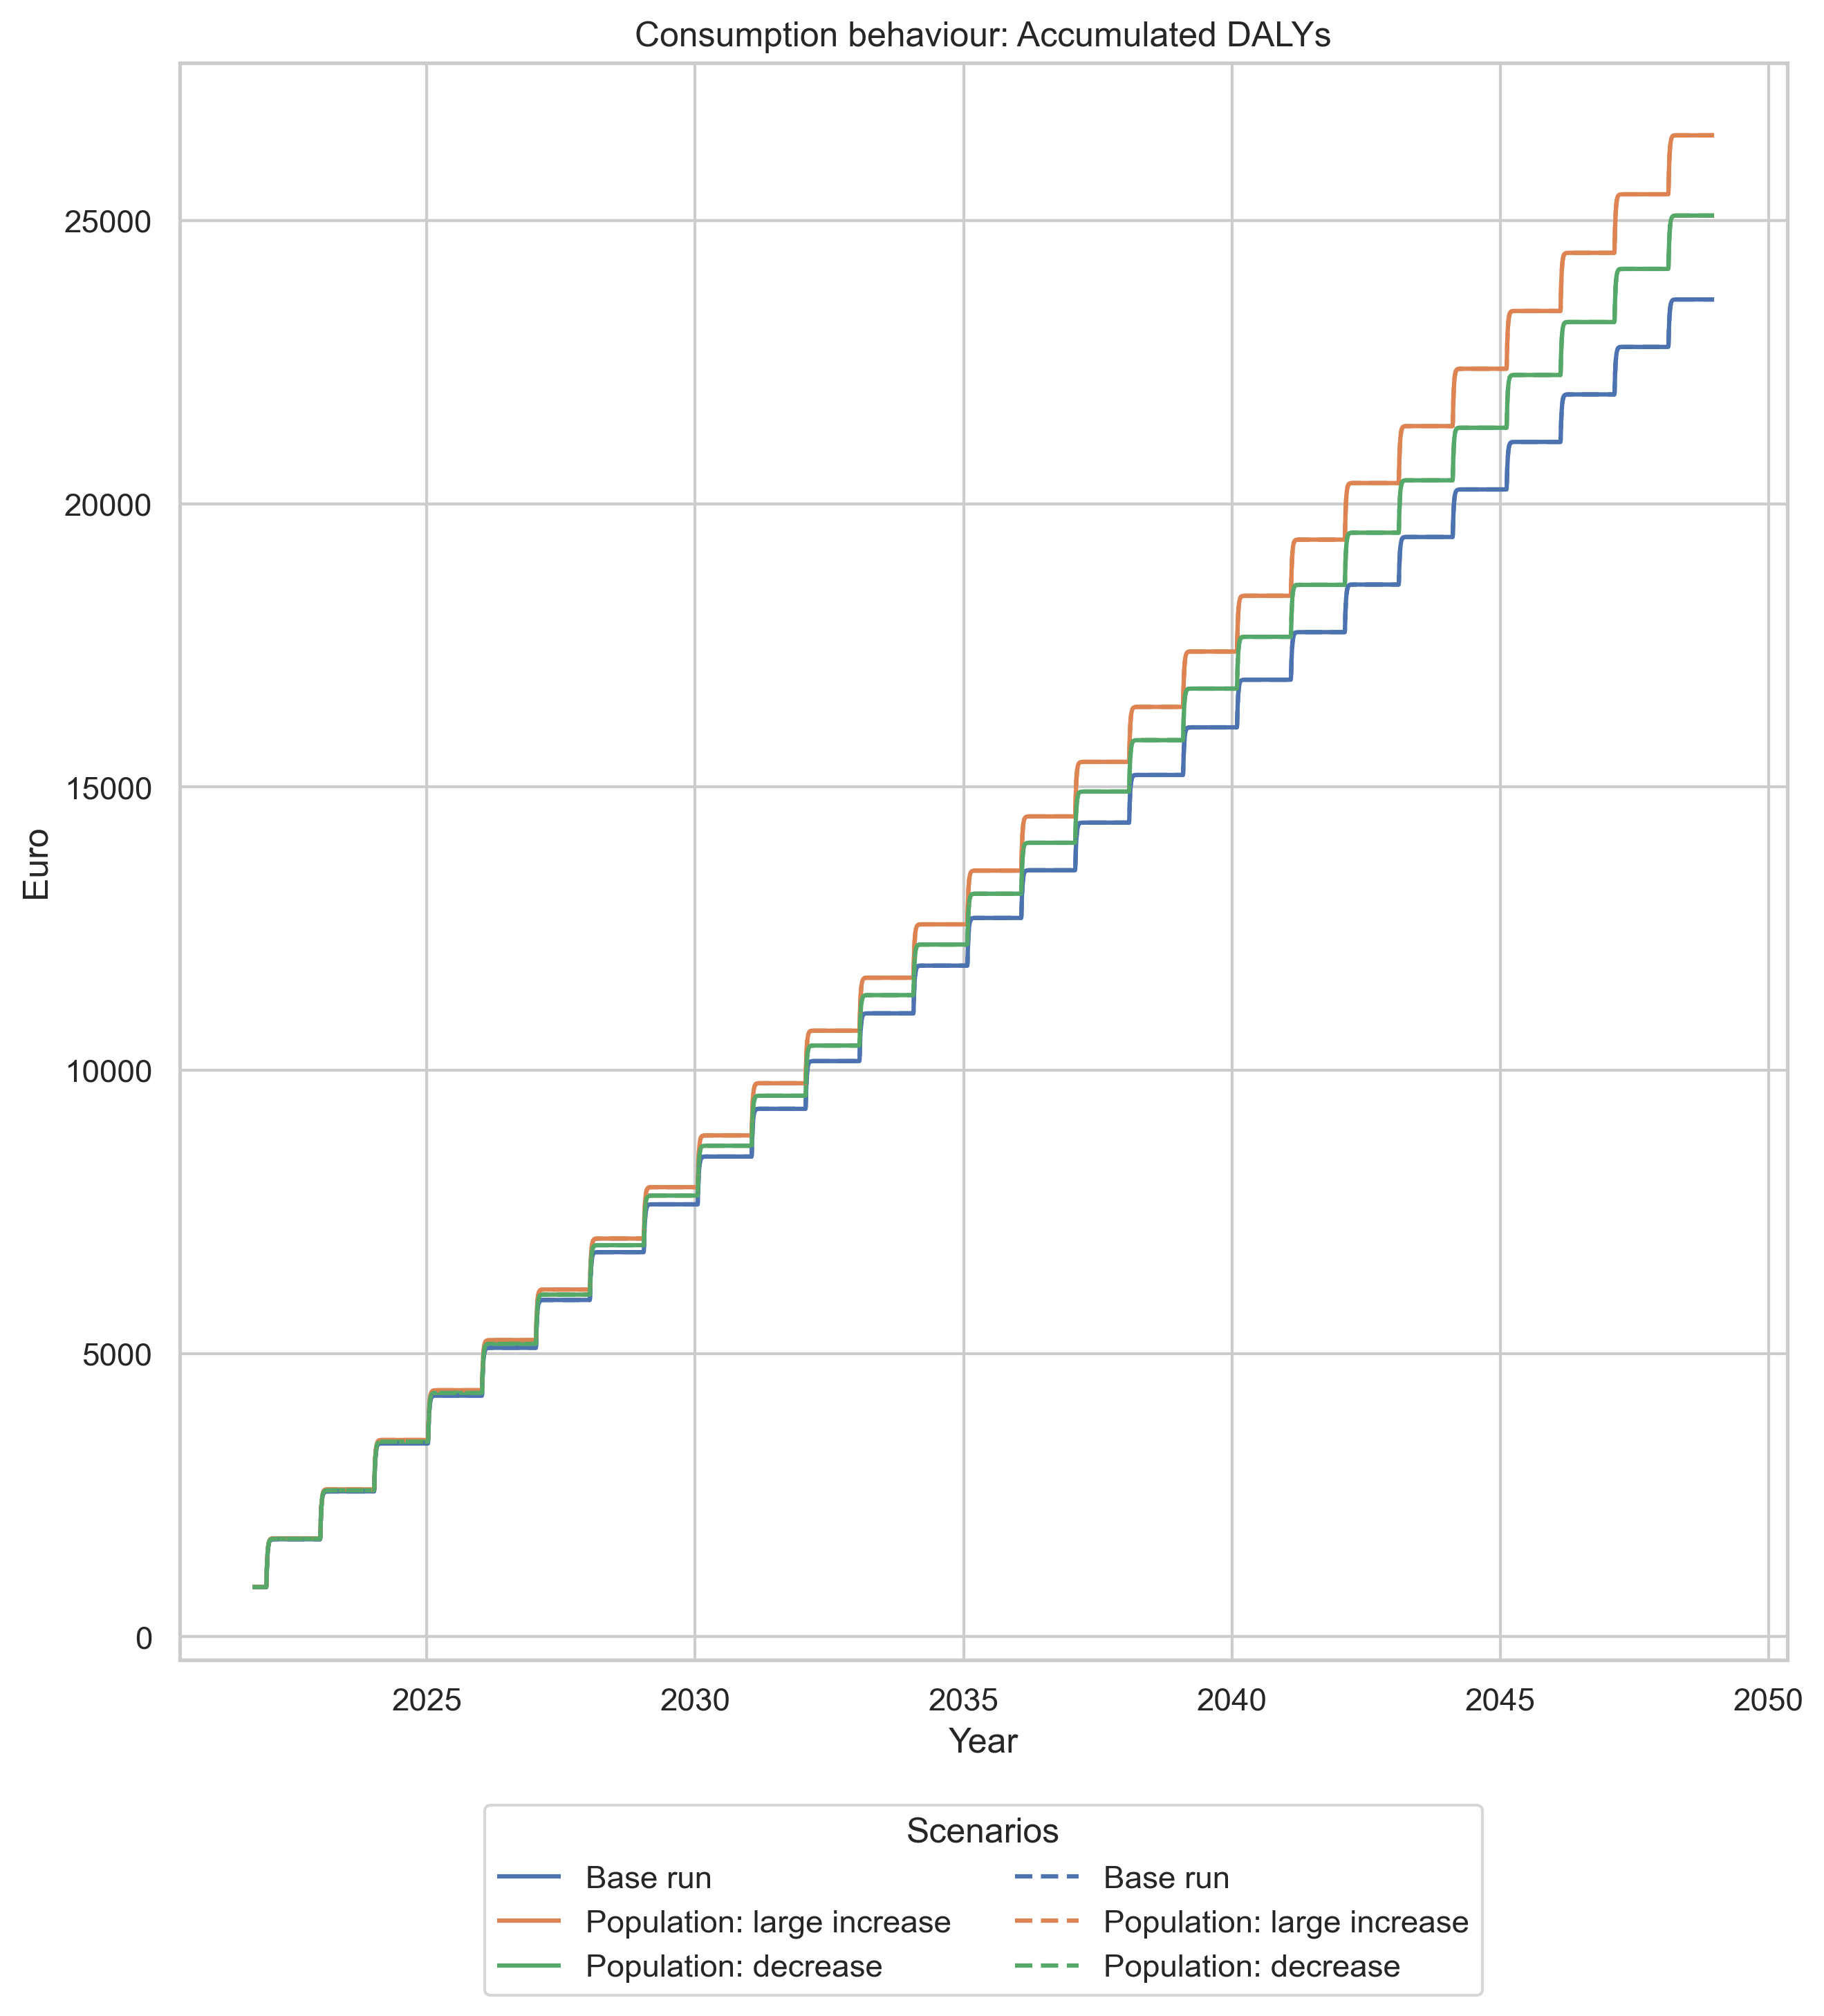 Consumption behaviour: Accumulated DALYs
25000
20000
15000
10000
5000
0
Euro
2025 2030 2035 2040 2045 2050
Year
Scenarios
Base run Base run
Population: large increase Population: large increase
Population: decrease Population: decrease